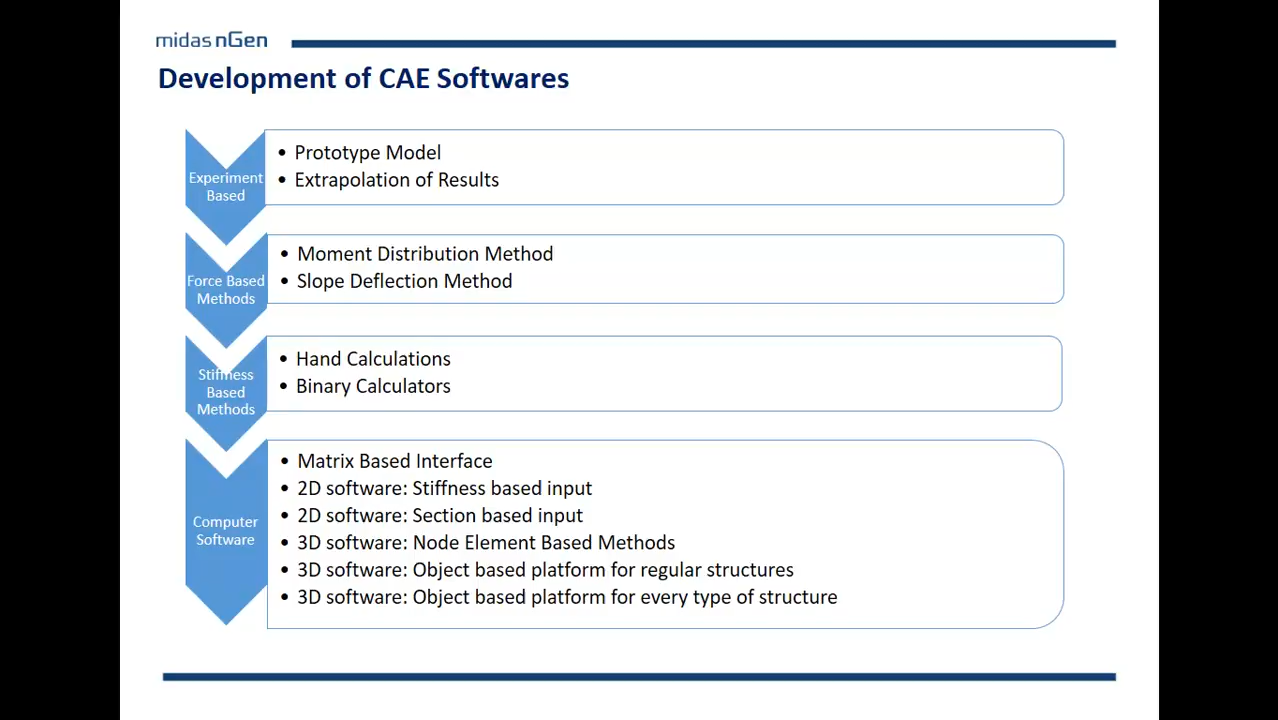 midas nGen
Development of CAE Softwares
Experiment
Based
• Prototype Model
• Extrapolation of Results
Force Based
Methods
• Moment Distribution Method
• Slope Deflection Method
Stiffness
Based
Methods
• Hand Calculations
• Binary Calculators
Computer
Software
• Matrix Based Interface
• 2D software: Stiffness based input
• 2D software: Section based input
• 3D software: Node Element Based Methods
• 3D software: Object based platform for regular structures
• 3D software: Object based platform for every type of structure